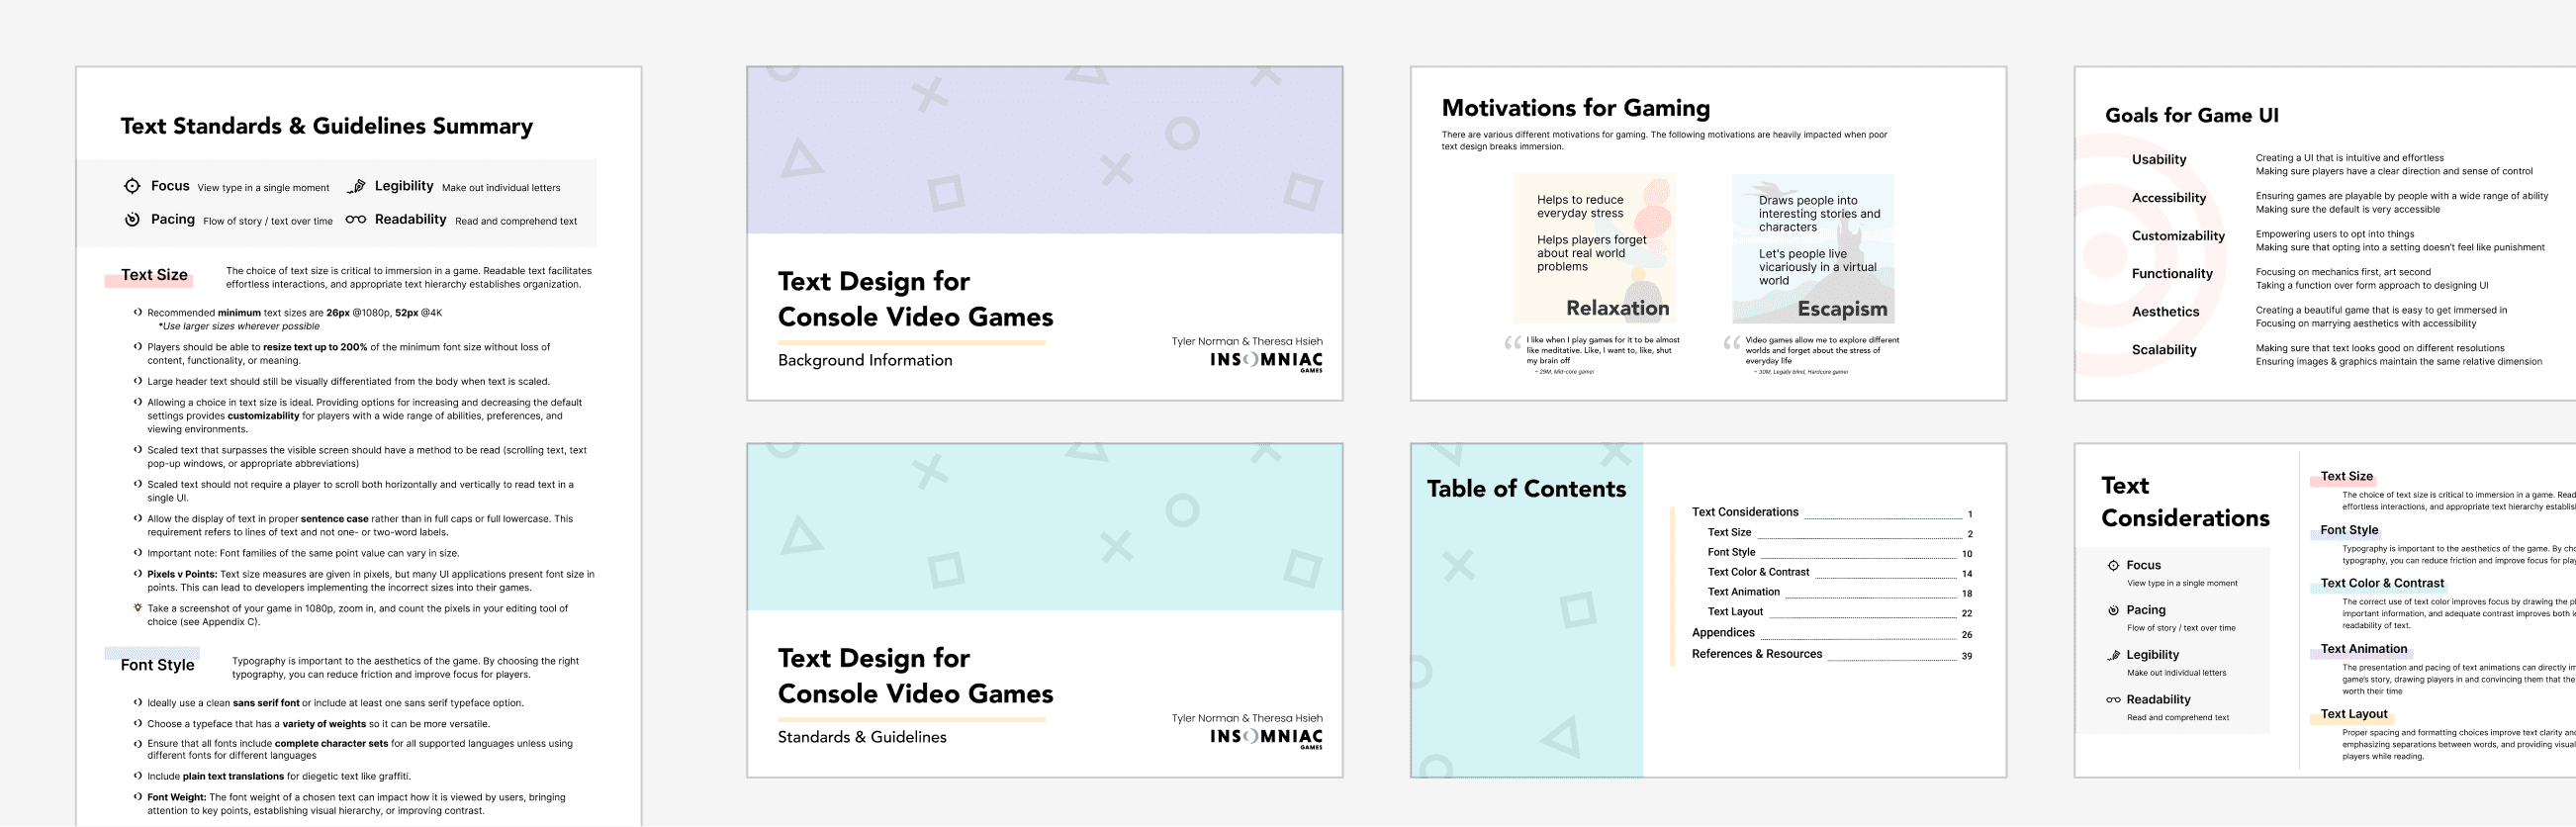 Text Standards & Guidelines Summary
Focus View type in a single moment
Legibility Make out individual letters
Pacing Flow of story / text over time
Readability Read and comprehend text
Text Size
The choice of text size is critical to immersion in a game. Readable text facilitates
effortless interactions, and appropriate text hierarchy establishes organization.
Recommended minimum text sizes are 26px @1080p, 52px @4K
*Use larger sizes wherever possible
Players should be able to resize text up to 200% of the minimum font size without loss of
content, functionality, or meaning.
Large header text should still be visually differentiated from the body when text is scaled.
Allowing a choice in text size is ideal. Providing options for increasing and decreasing the default
settings provides customizability for players with a wide range of abilities, preferences, and
viewing environments.
Scaled text that surpasses the visible screen should have a method to be read (scrolling text, text
pop-up windows, or appropriate abbreviations)
Scaled text should not require a player to scroll both horizontally and vertically to read text in a
single UI.
Allow the display of text in proper sentence case rather than in full caps or full lowercase. This
requirement refers to lines of text and not one- or two-word labels.
Important note: Font families of the same point value can vary in size.
Pixels v Points: Text size measures are given in pixels, but many UI applications present font size in
points. This can lead to developers implementing the incorrect sizes into their games.
Take a screenshot of your game in 1080p, zoom in, and count the pixels in your editing tool of
choice (see Appendix C).
Font Style
Typography is important to the aesthetics of the game. By choosing the right
typography, you can reduce friction and improve focus for players.
Ideally use a clean sans serif font or include at least one sans serif typeface option.
Choose a typeface that has a variety of weights so it can be more versatile.
Ensure that all fonts include complete character sets for all supported languages unless using
different fonts for different languages
Include plain text translations for diegetic text like graffiti.
Font Weight: The font weight of a chosen text can impact how it is viewed by users, bringing
attention to key points, establishing visual hierarchy, or improving contrast.
Text Design for
Console Video Games
Background Information
Tyler Norman & Theresa Hsieh
INSOMNIAC
GAMES
Motivations for Gaming
There are various different motivations for gaming. The following motivations are heavily impacted when poor
text design breaks immersion.
Helps to reduce
everyday stress
Helps players forget
about real world
problems
Relaxation
“ I like when I play games for it to be almost
like meditative. Like, I want to, like, shut
my brain off
– 29M, Mid-core gamer
Draws people into
interesting stories and
characters
Let's people live
vicariously in a virtual
world
Escapism
“ Video games allow me to explore different
worlds and forget about the stress of
everyday life
– 30M, Legally blind, Hardcore gamer
Goals for Game UI
Usability
Creating a UI that is intuitive and effortless
Making sure players have a clear direction and sense of control
Accessibility
Ensuring games are playable by people with a wide range of ability
Making sure the default is very accessible
Customizability
Empowering users to opt into things
Making sure that opting into a setting doesn't feel like punishment
Functionality
Focusing on mechanics first, art second
Taking a function over form approach to designing UI
Aesthetics
Creating a beautiful game that is easy to get immersed in
Focusing on marrying aesthetics with accessibility
Scalability
Making sure that text looks good on different resolutions
Ensuring images & graphics maintain the same relative dimension
Text Design for
Console Video Games
Standards & Guidelines
Tyler Norman & Theresa Hsieh
INSOMNIAC
GAMES
Table of Contents
Text Considerations 1
Text Size 2
Font Style 10
Text Color & Contrast 14
Text Animation 18
Text Layout 22
Appendices 26
References & Resources 39
Text
Considerations
Focus
View type in a single moment
Pacing
Flow of story / text over time
Legibility
Make out individual letters
Readability
Read and comprehend text
Text Size
The choice of text size is critical to immersion in a game.
effortless interactions, and appropriate text hierarchy
Font Style
Typography is important to the aesthetics of the game. By
typography, you can reduce friction and improve focus for
Text Color & Contrast
The correct use of text color improves focus by drawing the
important information, and adequate contrast improves both
readability of text.
Text Animation
The presentation and pacing of text animations can directly
game's story, drawing players in and convincing them that the
worth their time
Text Layout
Proper spacing and formatting choices improve text clarity
emphasizing separations between words, and providing
players while reading.